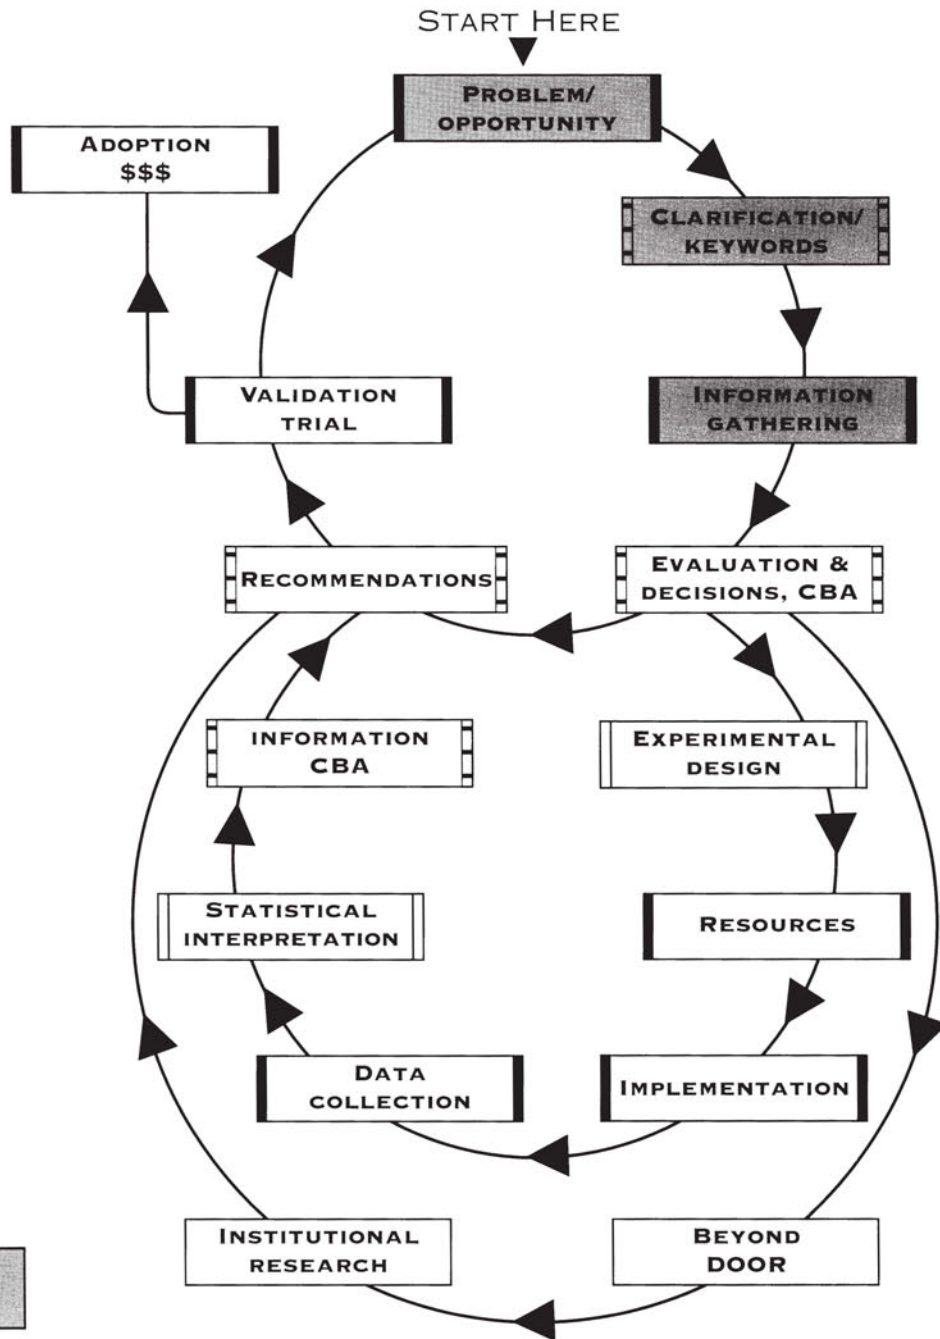 START HERE
PROBLEM/
OPPORTUNITY
ADOPTION
$$$
CLARIFICATION/
KEYWORDS
VALIDATION
TRIAL
INFORMATION
GATHERING
RECOMMENDATIONS
EVALUATION &
DECISIONS, CBA
INFORMATION
CBA
EXPERIMENTAL
DESIGN
STATISTICAL
INTERPRETATION
RESOURCES
DATA
COLLECTION
IMPLEMENTATION
INSTITUTIONAL
RESEARCH
BEYOND
DOOR